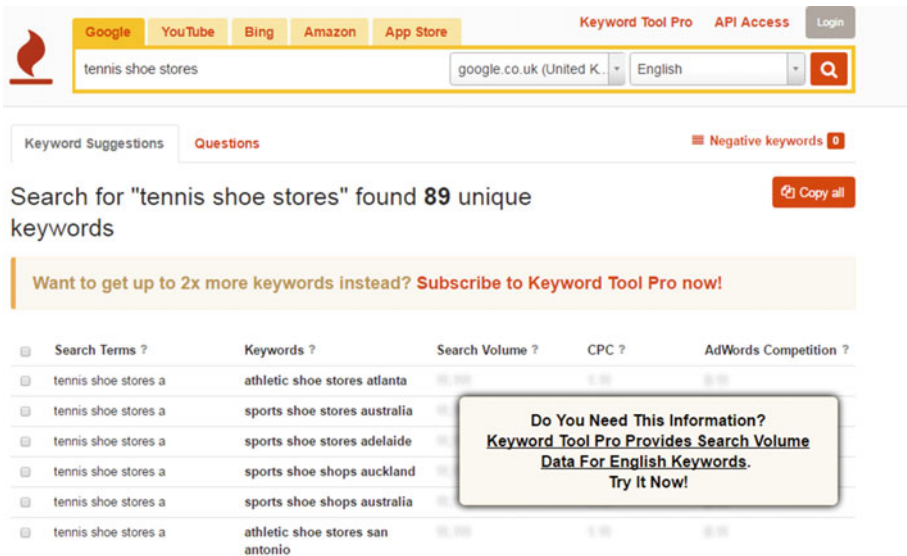 Keyword Tool Pro API Access Login
Google YouTube Bing Amazon App Store
tennis shoe stores google.co.uk (United K... English
Keyword Suggestions Questions Negative keywords 0
Search for "tennis shoe stores" found 89 unique
keywords
Copy all
Want to get up to 2x more keywords instead? Subscribe to Keyword Tool Pro now!
Search Terms ? Keywords ? Search Volume ? CPC ? AdWords Competition ?
tennis shoe stores a athletic shoe stores atlanta
tennis shoe stores a sports shoe stores australia
tennis shoe stores a sports shoe stores adelaide
tennis shoe stores a sports shoe shops auckland
tennis shoe stores a sports shoe shops australia
tennis shoe stores a athletic shoe stores san
antonio
Do You Need This Information?
Keyword Tool Pro Provides Search Volume
Data For English Keywords.
Try It Now!